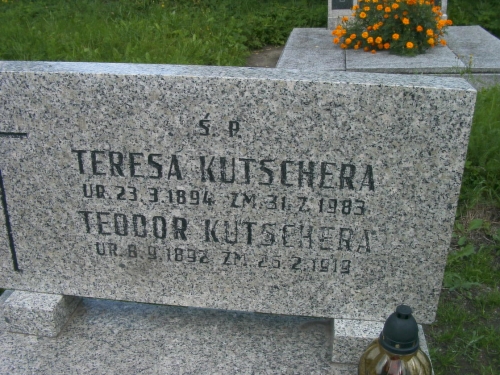 Ś. P.
TERESA KUTSCHERA
UR. 23.3.1894 ZM. 31.7.1983
TEODOR KUTSCHERA
UR. 8.9.1892 ZM. 25.2.1919